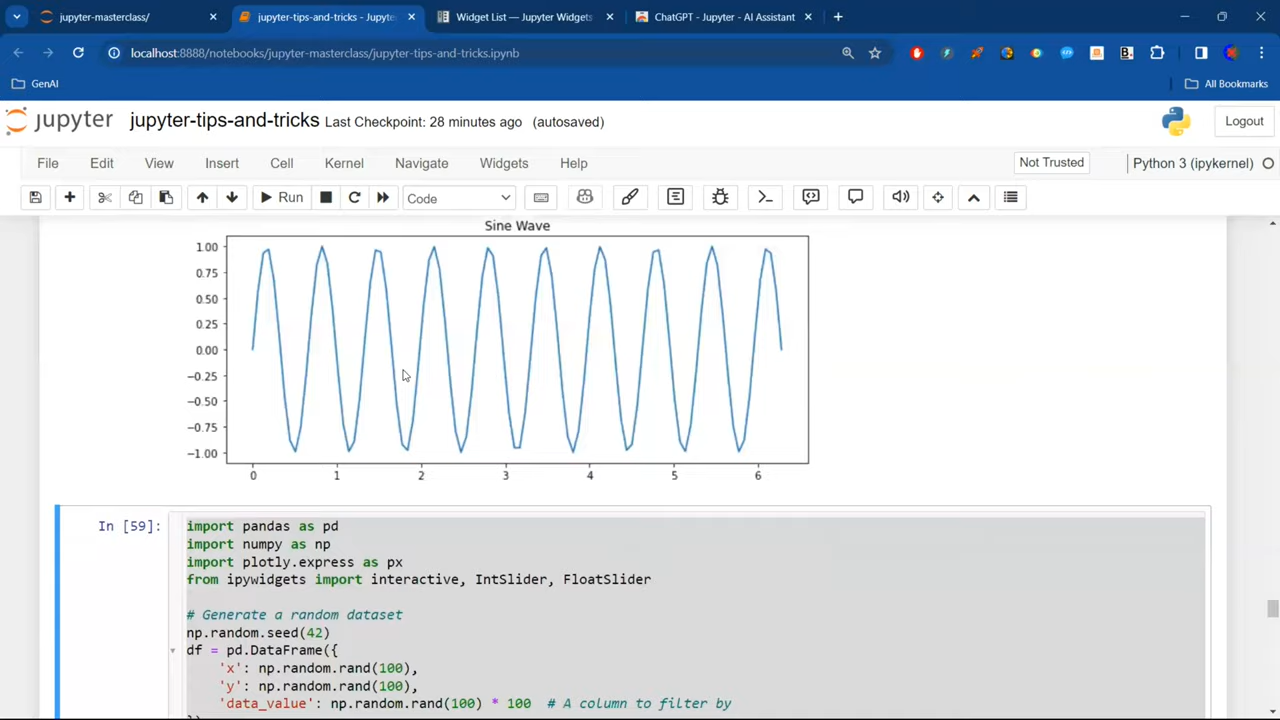 jupyter-masterclass/
jupyter-tips-and-tricks - Jupyte
Widget List — Jupyter Widgets
ChatGPT - Jupyter - AI Assistant
localhost:8888/notebooks/jupyter-masterclass/jupyter-tips-and-tricks.ipynb
GenAI
All Bookmarks
jupyter jupyter-tips-and-tricks Last Checkpoint: 28 minutes ago (autosaved)
Logout
File Edit View Insert Cell Kernel Navigate Widgets Help
Not Trusted
Python 3 (ipykernel)
Run
Code
Sine Wave
1.00
0.75
0.50
0.25
0.00
−0.25
−0.50
−0.75
−1.00
0 1 2 3 4 5 6
In [59]:
import pandas as pd
import numpy as np
import plotly.express as px
from ipywidgets import interactive, IntSlider, FloatSlider
# Generate a random dataset
np.random.seed(42)
df = pd.DataFrame({
'x': np.random.rand(100),
'y': np.random.rand(100),
'data_value': np.random.rand(100) * 100 # A column to filter by
})